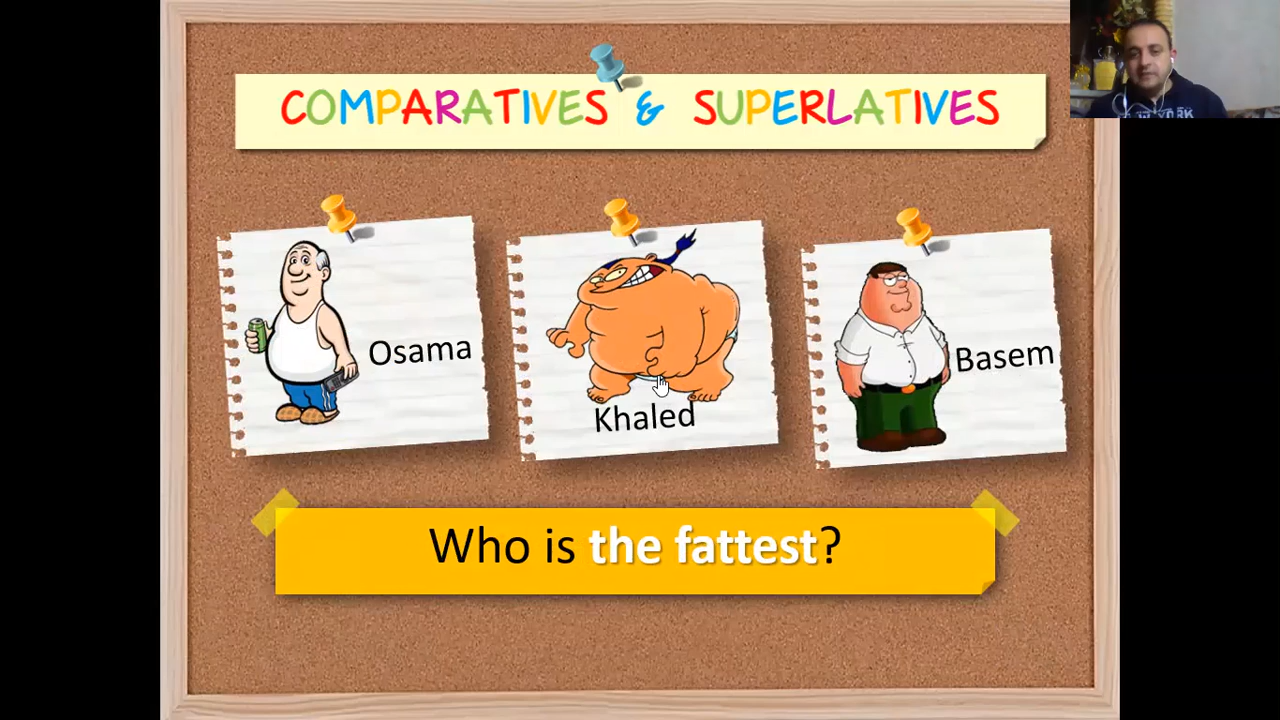 COMPARATIVES & SUPERLATIVES
Osama
Khaled
Basem
Who is the fattest?